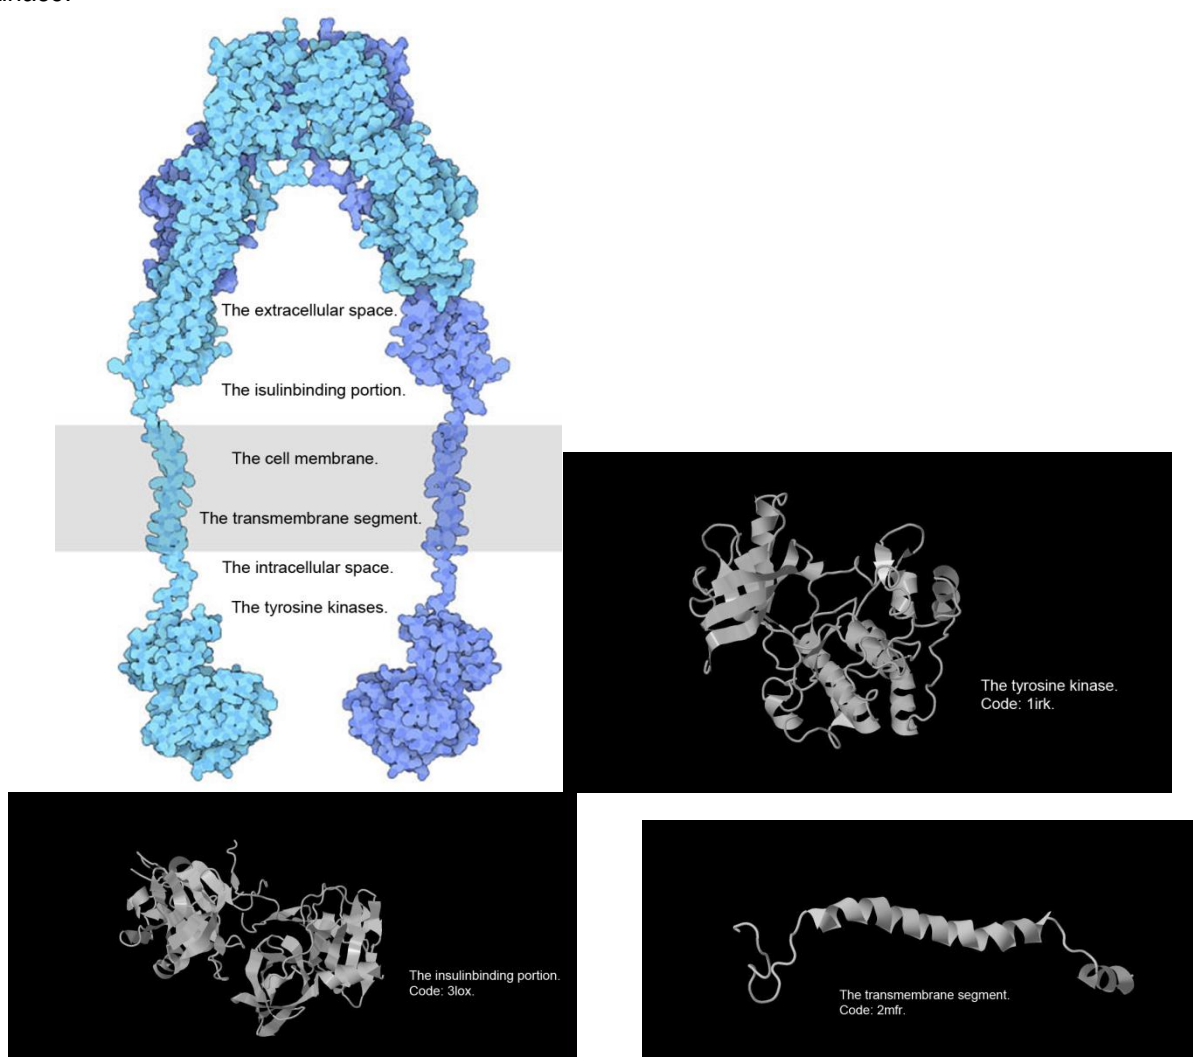 The extracellular space.
The isulinbinding portion.
The cell membrane.
The transmembrane segment.
The intracellular space.
The tyrosine kinases.
The tyrosine kinase.
Code: 1irk.
The insulinbinding portion.
Code: 3lox.
The transmembrane segment.
Code: 2mfr.